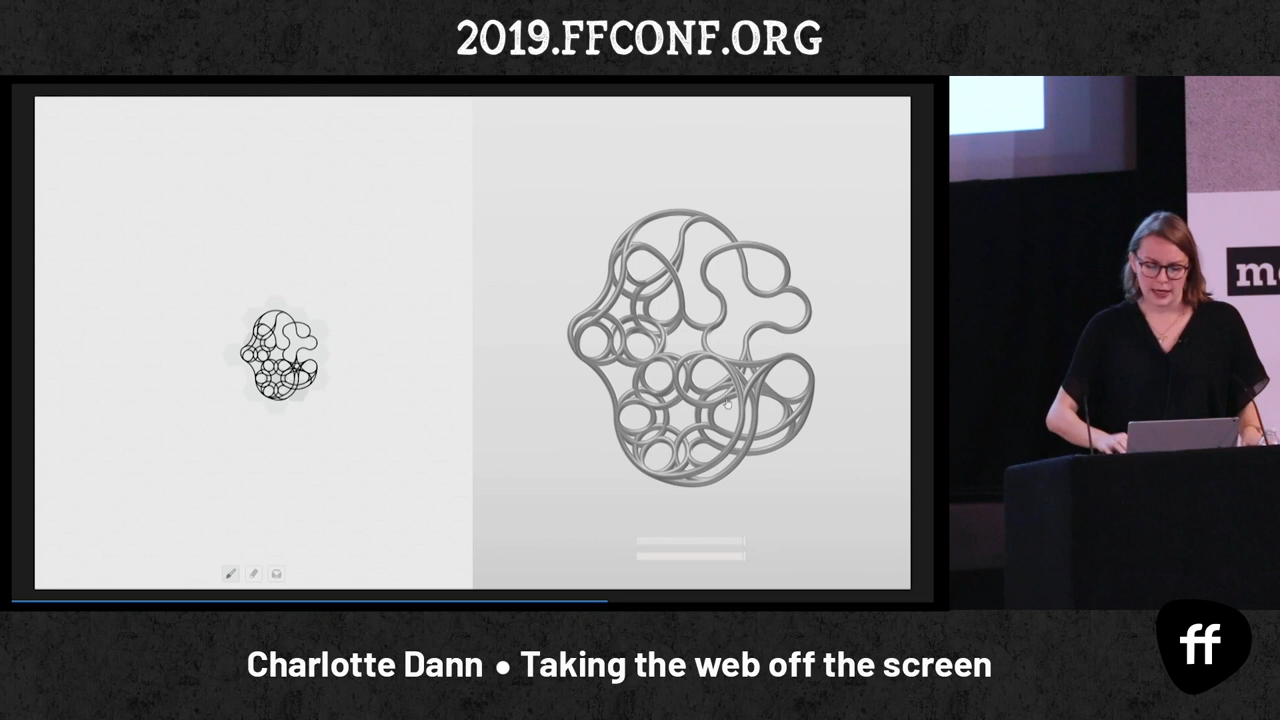 2019.FFCONF.ORG
m
Charlotte Dann • Taking the web off the screen
ff